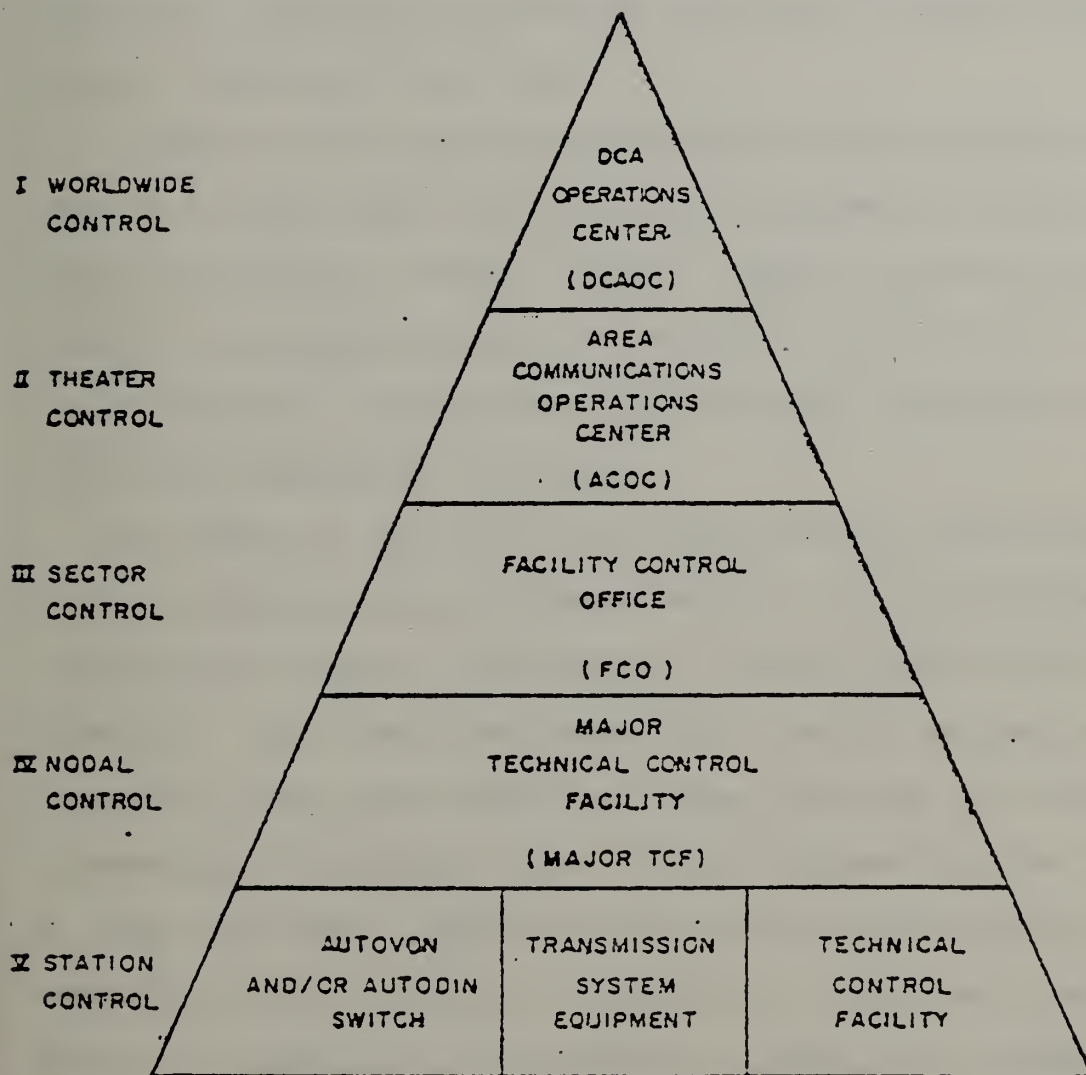 I WORLDWIDE
CONTROL
DCA
OPERATIONS
CENTER
(DCAOC)
II THEATER
CONTROL
AREA
COMMUNICATIONS
OPERATIONS
CENTER
(ACOC)
III SECTOR
CONTROL
FACILITY CONTROL
OFFICE
(FCO)
IV NODAL
CONTROL
MAJOR
TECHNICAL CONTROL
FACILITY
(MAJOR TCF)
V STATION
CONTROL
AUTOVON
AND/OR AUTODIN
SWITCH
TRANSMISSION
SYSTEM
EQUIPMENT
TECHNICAL
CONTROL
FACILITY